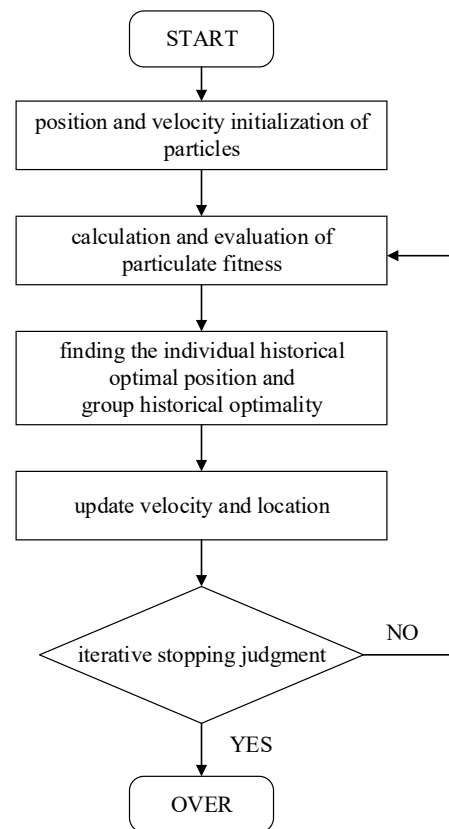 START
position and velocity initialization of
particles
calculation and evaluation of
particulate fitness
finding the individual historical
optimal position and
group historical optimality
update velocity and location
iterative stopping judgment
NO
YES
OVER